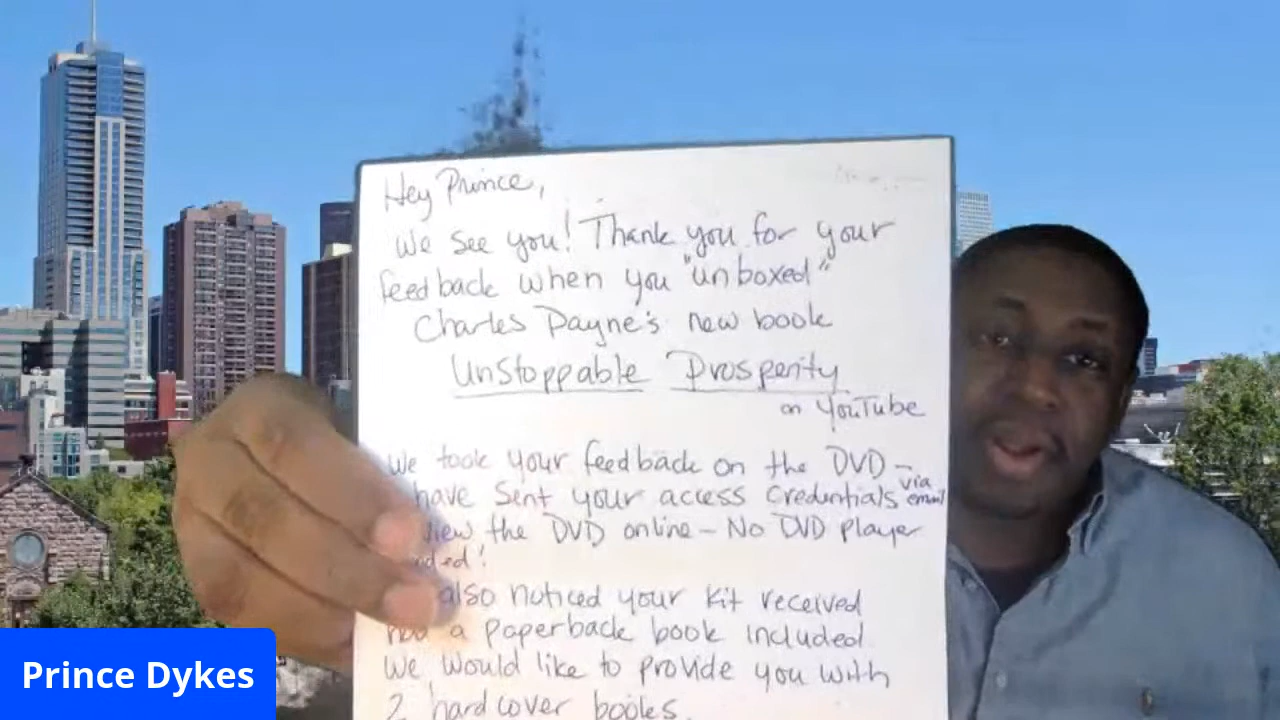 Hey Prince,
We see you! Thank you for your
feedback when you "unboxed"
Charles Payne's new book
Unstoppable Prosperity
on YouTube
We took your feedback on the DVD –
have sent your access credentials via email
view the DVD online – No DVD player
also noticed your kit received
a paperback book included.
We would like to provide you with
2 hardcover books.
Prince Dykes